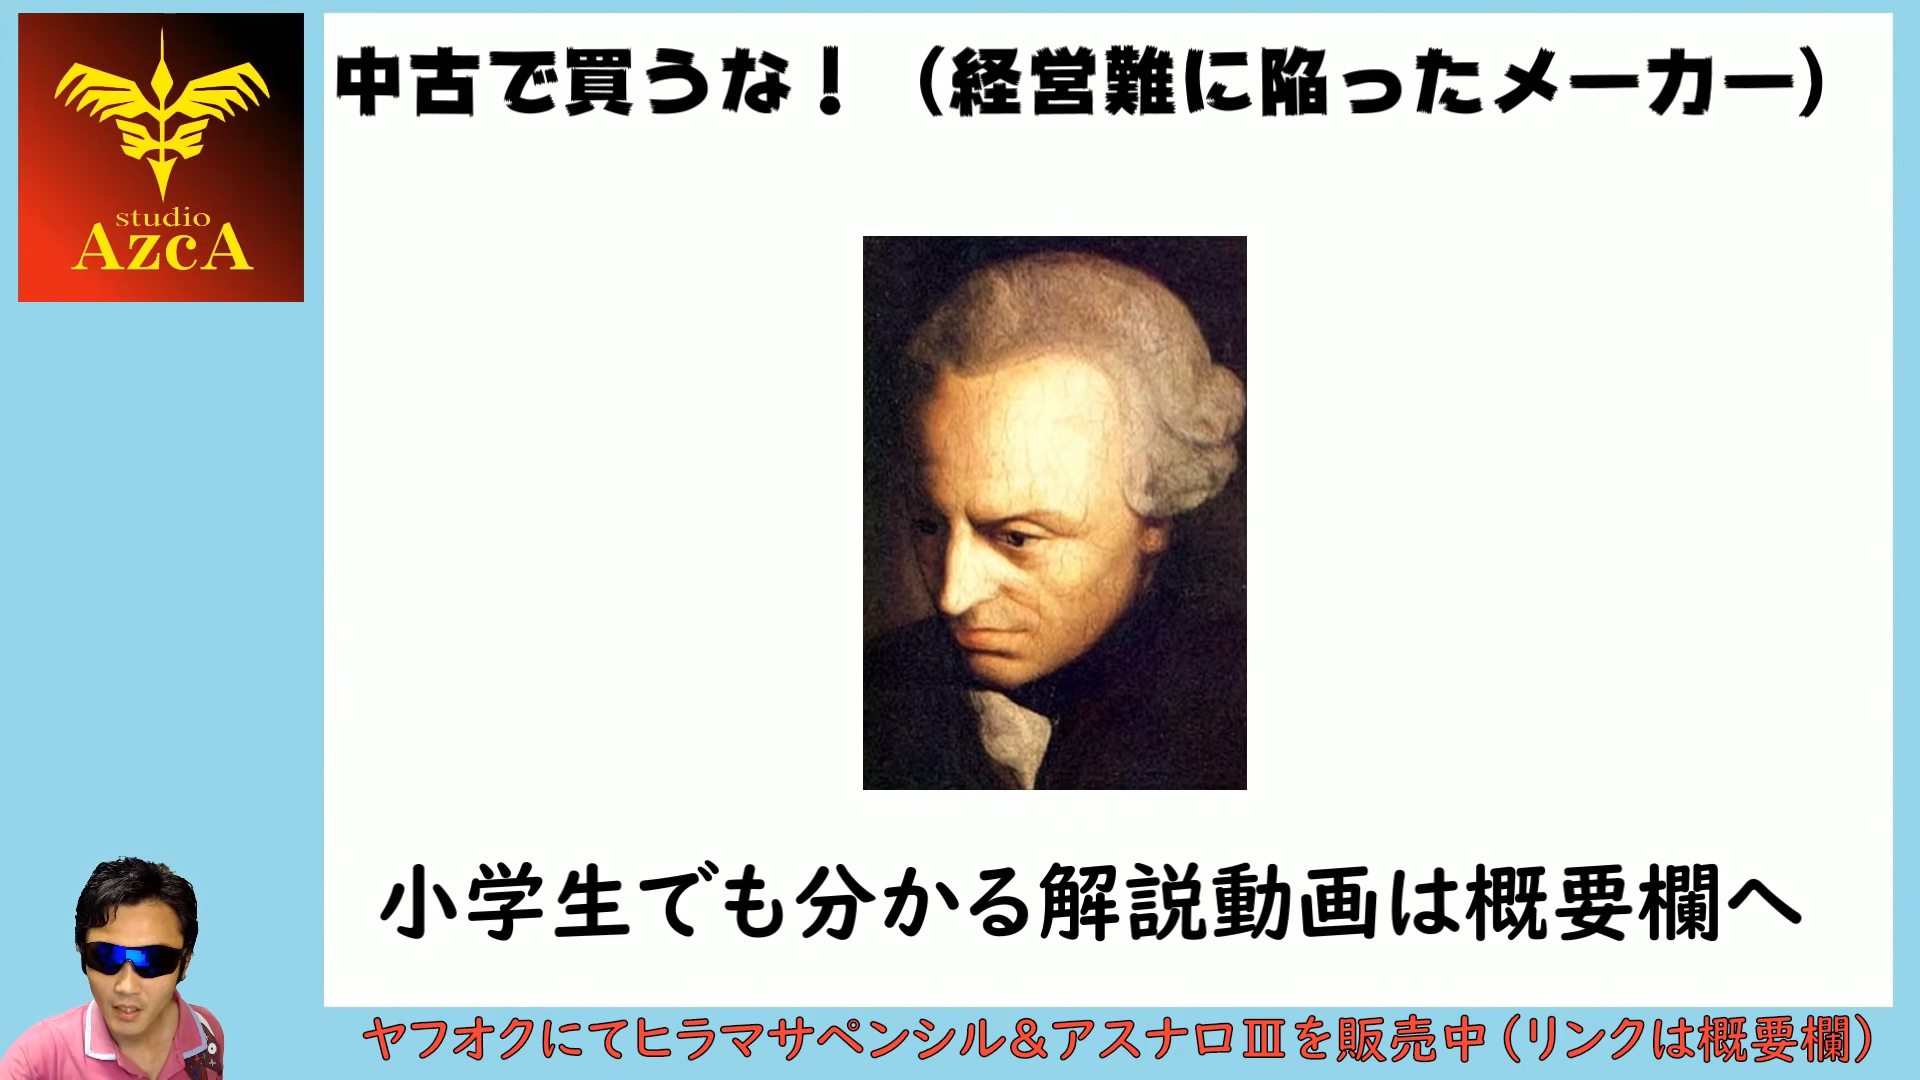 studio
AzcA
中古で買うな！（経営難に陥ったメーカー）
小学生でも分かる解説動画は概要欄へ
ヤフオクにてヒラマサペンシル&アスナロⅢを販売中(リンクは概要欄)